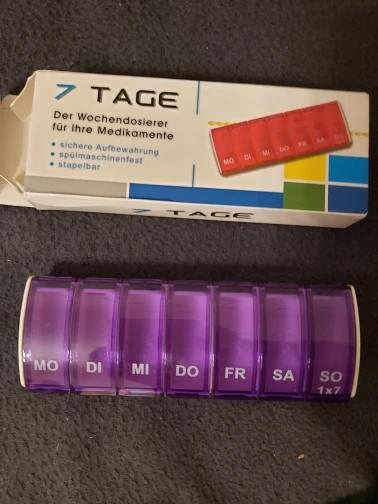 7 TAGE
Der Wochendosierer
für Ihre Medikamente
• sichere Aufbewahrung
• spülmaschinenfest
• stapelbar
MO DI MI DO FR SA SO
7 TAGE
MO DI MI DO FR SA SO
1x7